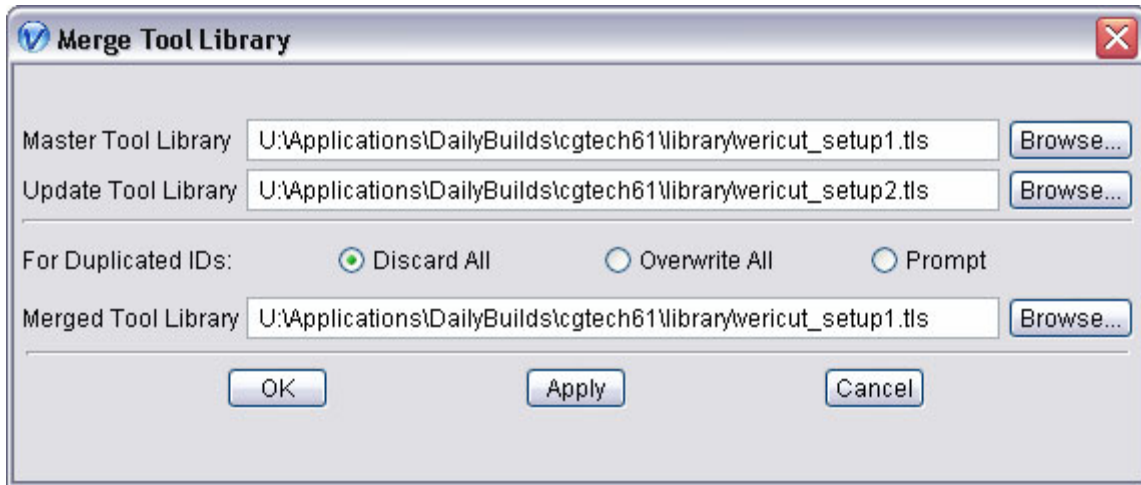 Merge Tool Library
Master Tool Library U:\Applications\DailyBuilds\cgtech61\library\vericut_setup1.tls Browse...
Update Tool Library U:\Applications\DailyBuilds\cgtech61\library\vericut_setup2.tls Browse...
For Duplicated IDs: Discard All Overwrite All Prompt
Merged Tool Library U:\Applications\DailyBuilds\cgtech61\library\vericut_setup1.tls Browse...
OK Apply Cancel